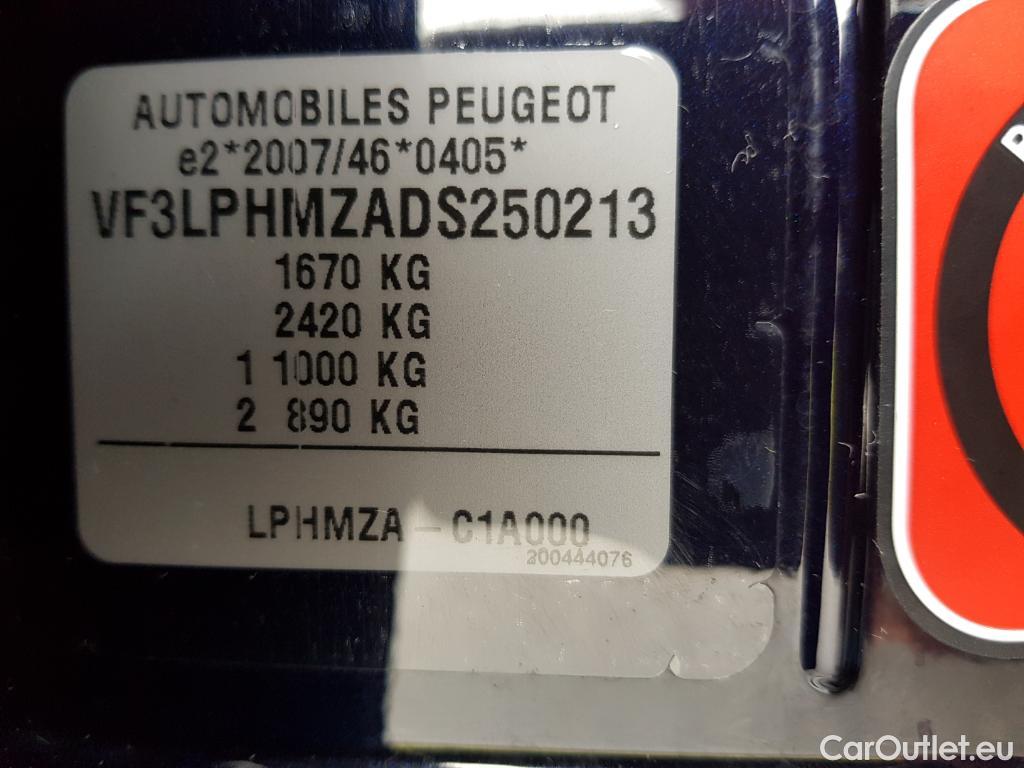 AUTOMOBILES PEUGEOT
e2*2007/46*0405*
VF3LPHMZADS250213
1670 KG
2420 KG
1 1000 KG
2 890 KG
LPHMZA - C1A000
200444076
CarOutlet.eu